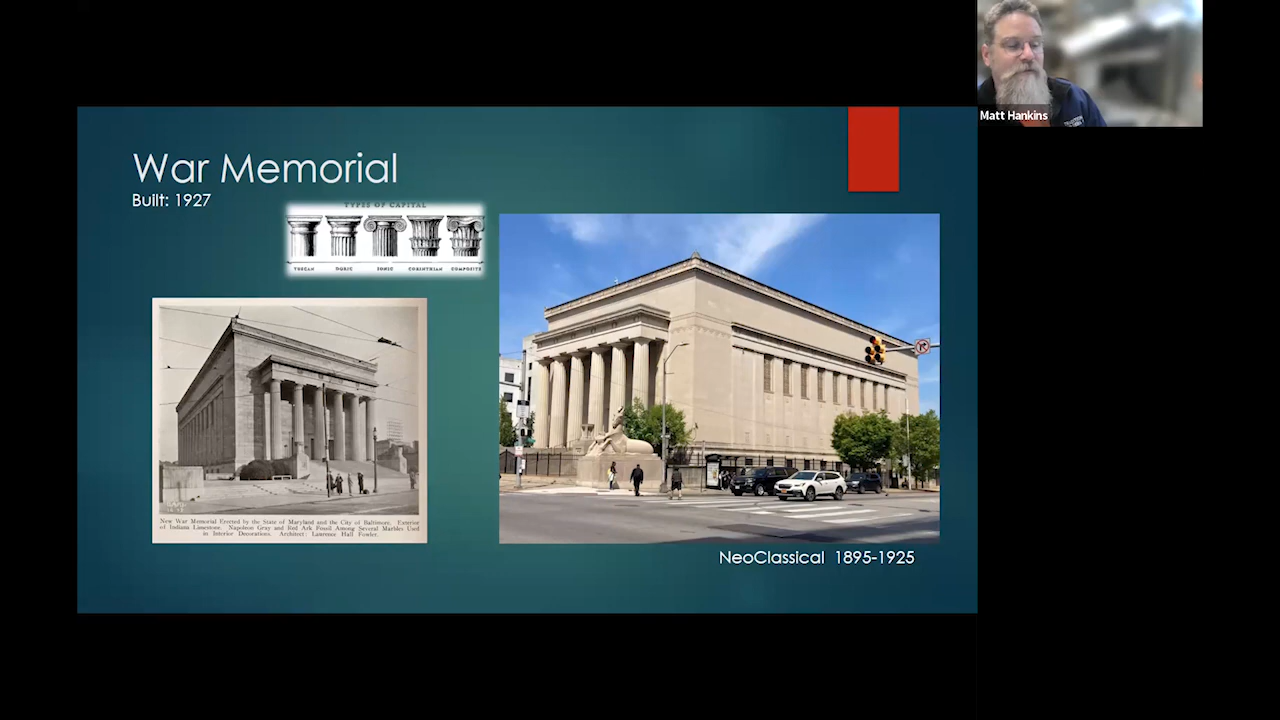 Matt Hankins
War Memorial
Built: 1927
TYPES OF CAPITAL
TUSCAN DORIC IONIC CORINTHIAN COMPOSITE
New War Memorial Erected by the State of Maryland and the City of Baltimore. Exterior
of Indiana Limestone. Napoleon Gray and Red Ark Fossil Among Several Marbles Used
in Interior Decorations. Architect: Laurence Hall Fowler.
NeoClassical 1895-1925